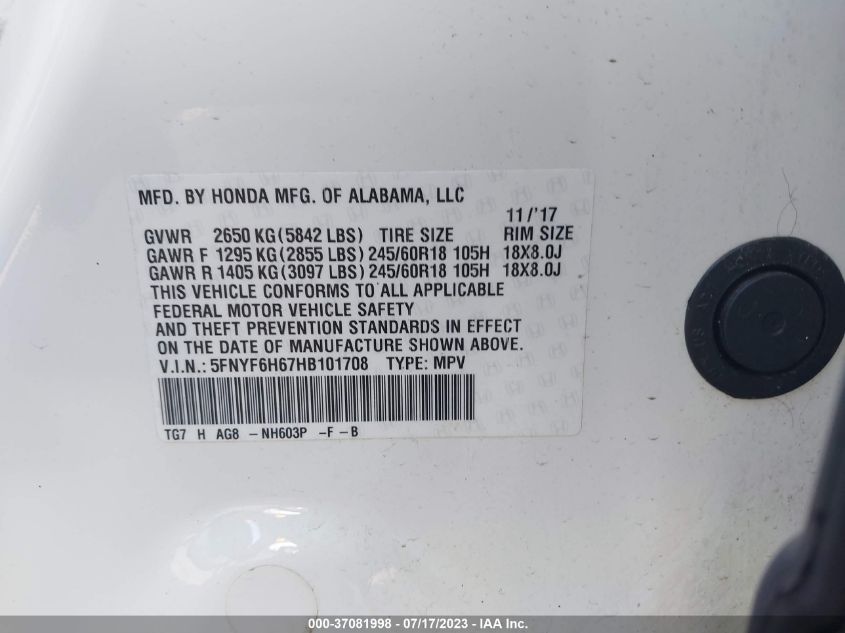 MFD. BY HONDA MFG. OF ALABAMA, LLC
11/'17
GVWR 2650 KG(5842 LBS) TIRE SIZE RIM SIZE
GAWR F 1295 KG(2855 LBS)245/60R18 105H 18X8.0J
GAWR R 1405 KG(3097 LBS)245/60R18 105H 18X8.0J
THIS VEHICLE CONFORMS TO ALL APPLICABLE
FEDERAL MOTOR VEHICLE SAFETY
AND THEFT PREVENTION STANDARDS IN EFFECT
ON THE DATE OF MANUFACTURE SHOWN ABOVE.
V.I.N.: 5FNYF6H67HB101708 TYPE: MPV
TG7 H AG8 -NH603P -F -B
000-37081998 - 07/17/2023 - IAA Inc.